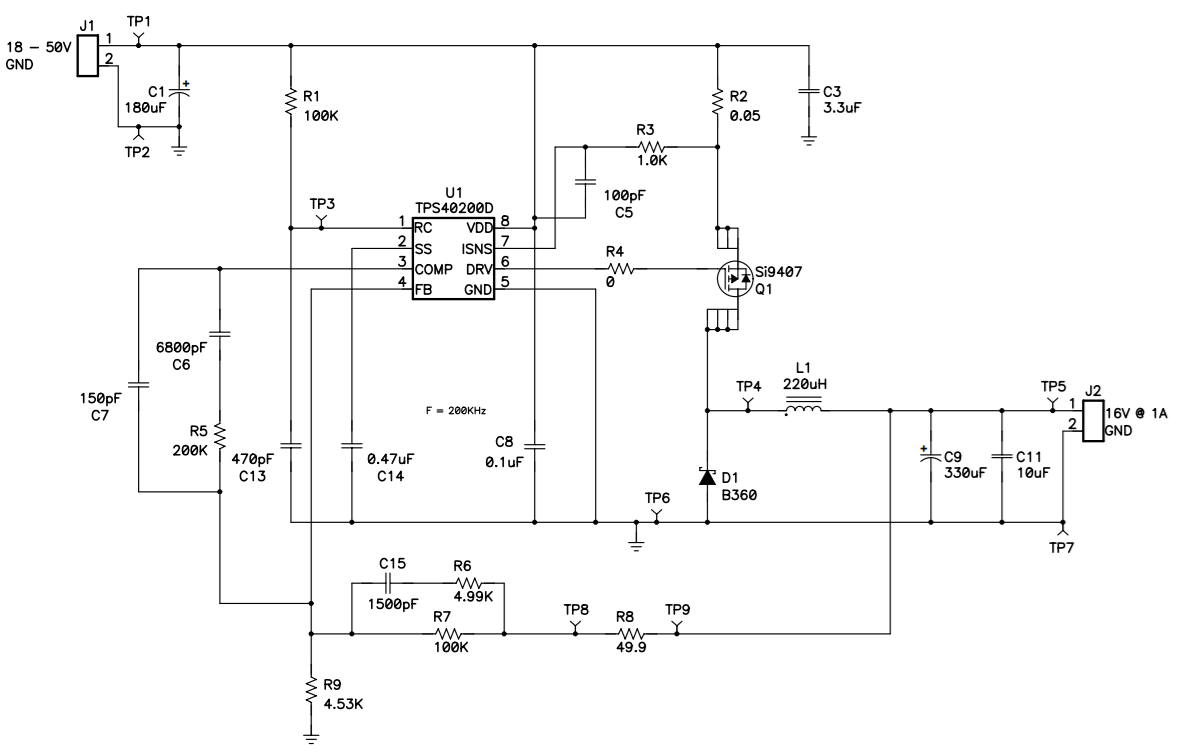 J1
TP1
18 - 50V
1
GND
2
C1
+
180uF
TP2
R1
100K
R2
0.05
C3
3.3uF
R3
1.0K
100pF
C5
U1
TPS40200D
TP3
1 RC VDD 8
2 SS ISNS 7
3 COMP DRV 6
4 FB GND 5
R4
0
Si9407
Q1
6800pF
C6
150pF
C7
R5
200K
470pF
C13
0.47uF
C14
F = 200KHz
C8
0.1uF
TP4
L1
220uH
TP5
J2
1
16V @ 1A
2
GND
D1
B360
+
C9
330uF
C11
10uF
TP6
TP7
C15
1500pF
R6
4.99K
R7
100K
TP8
R8
49.9
TP9
R9
4.53K